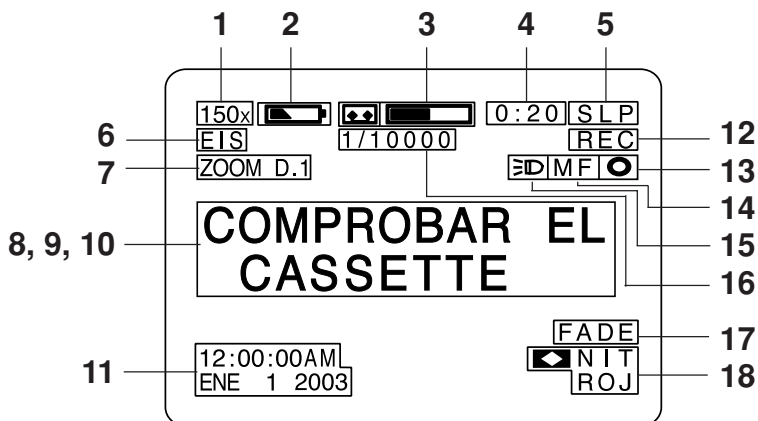 1 2 3 4 5
150x 0:20 SLP
6 EIS 1/10000 REC 12
7 ZOOM D.1 MF 13
14
15
8, 9, 10 COMPROBAR EL
CASSETTE
16
FADE 17
11 12:00:00AM NIT 18
ENE 1 2003 ROJ